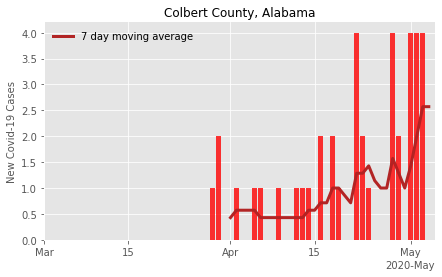 Colbert County, Alabama
7 day moving average
New Covid-19 Cases
4.0
3.5
3.0
2.5
2.0
1.5
1.0
0.5
0.0
Mar 15 Apr 15 May
2020-May